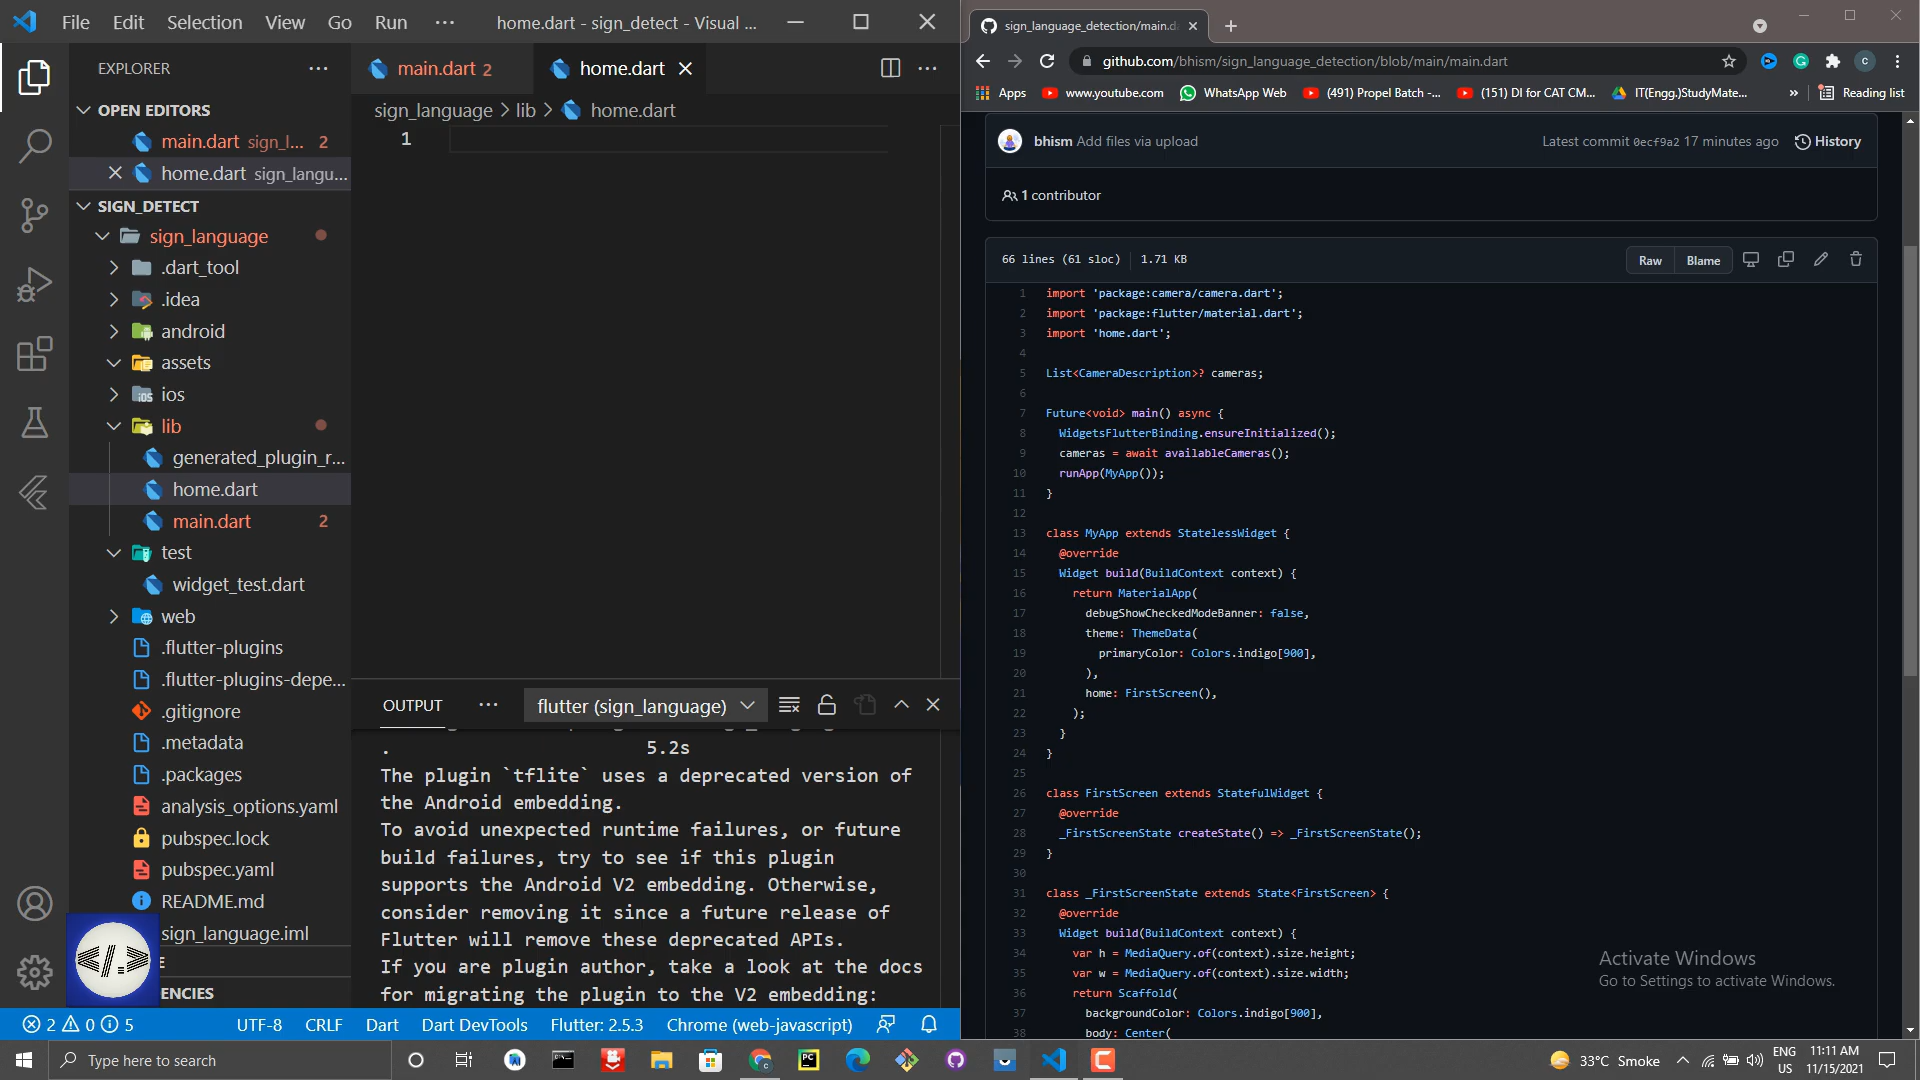 File Edit Selection View Go Run ··· home.dart - sign_detect - Visual ...
EXPLORER
OPEN EDITORS
main.dart sign_l... 2
home.dart sign_langu...
SIGN_DETECT
sign_language
.dart_tool
.idea
android
assets
ios
lib
generated_plugin_r...
home.dart
main.dart 2
test
widget_test.dart
web
.flutter-plugins
.flutter-plugins-depe...
.gitignore
.metadata
.packages
analysis_options.yaml
pubspec.lock
pubspec.yaml
README.md
sign_language.iml
E
ENCIES
main.dart 2 home.dart
sign_language > lib > home.dart
1
OUTPUT ··· flutter (sign_language)
. 5.2s
The plugin `tflite` uses a deprecated version of
the Android embedding.
To avoid unexpected runtime failures, or future
build failures, try to see if this plugin
supports the Android V2 embedding. Otherwise,
consider removing it since a future release of
Flutter will remove these deprecated APIs.
If you are plugin author, take a look at the docs
for migrating the plugin to the V2 embedding:
2 0 5 UTF-8 CRLF Dart Dart DevTools Flutter: 2.5.3 Chrome (web-javascript)
sign_language_detection/main.d
github.com/bhism/sign_language_detection/blob/main/main.dart
Apps www.youtube.com WhatsApp Web (491) Propel Batch -... (151) DI for CAT CM... IT(Engg.)StudyMate... » Reading list
bhism Add files via upload Latest commit 0ecf9a2 17 minutes ago History
1 contributor
66 lines (61 sloc) 1.71 KB Raw Blame
1 import 'package:camera/camera.dart';
2 import 'package:flutter/material.dart';
3 import 'home.dart';
4
5 List<CameraDescription>? cameras;
6
7 Future<void> main() async {
8 WidgetsFlutterBinding.ensureInitialized();
9 cameras = await availableCameras();
10 runApp(MyApp());
11 }
12
13 class MyApp extends StatelessWidget {
14 @override
15 Widget build(BuildContext context) {
16 return MaterialApp(
17 debugShowCheckedModeBanner: false,
18 theme: ThemeData(
19 primaryColor: Colors.indigo[900],
20 ),
21 home: FirstScreen(),
22 );
23 }
24 }
25
26 class FirstScreen extends StatefulWidget {
27 @override
28 _FirstScreenState createState() => _FirstScreenState();
29 }
30
31 class _FirstScreenState extends State<FirstScreen> {
32 @override
33 Widget build(BuildContext context) {
34 var h = MediaQuery.of(context).size.height;
35 var w = MediaQuery.of(context).size.width;
36 return Scaffold(
37 backgroundColor: Colors.indigo[900],
38 body: Center(
Activate Windows
Go to Settings to activate Windows.
Type here to search
33°C Smoke
ENG
US
11:11 AM
11/15/2021